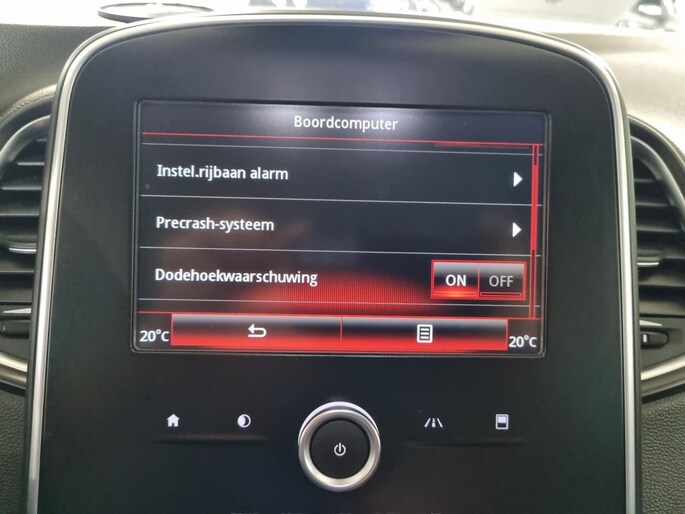 Boordcomputer
Instel.rijbaan alarm
Precrash-systeem
Dodehoekwaarschuwing ON OFF
20°C 20°C